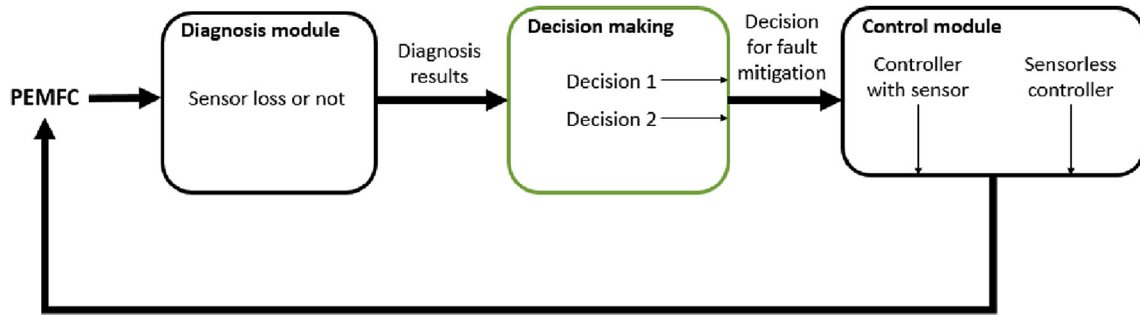 PEMFC
Diagnosis module
Sensor loss or not
Diagnosis
results
Decision making
Decision 1
Decision 2
Decision
for fault
mitigation
Control module
Controller
with sensor
Sensorless
controller